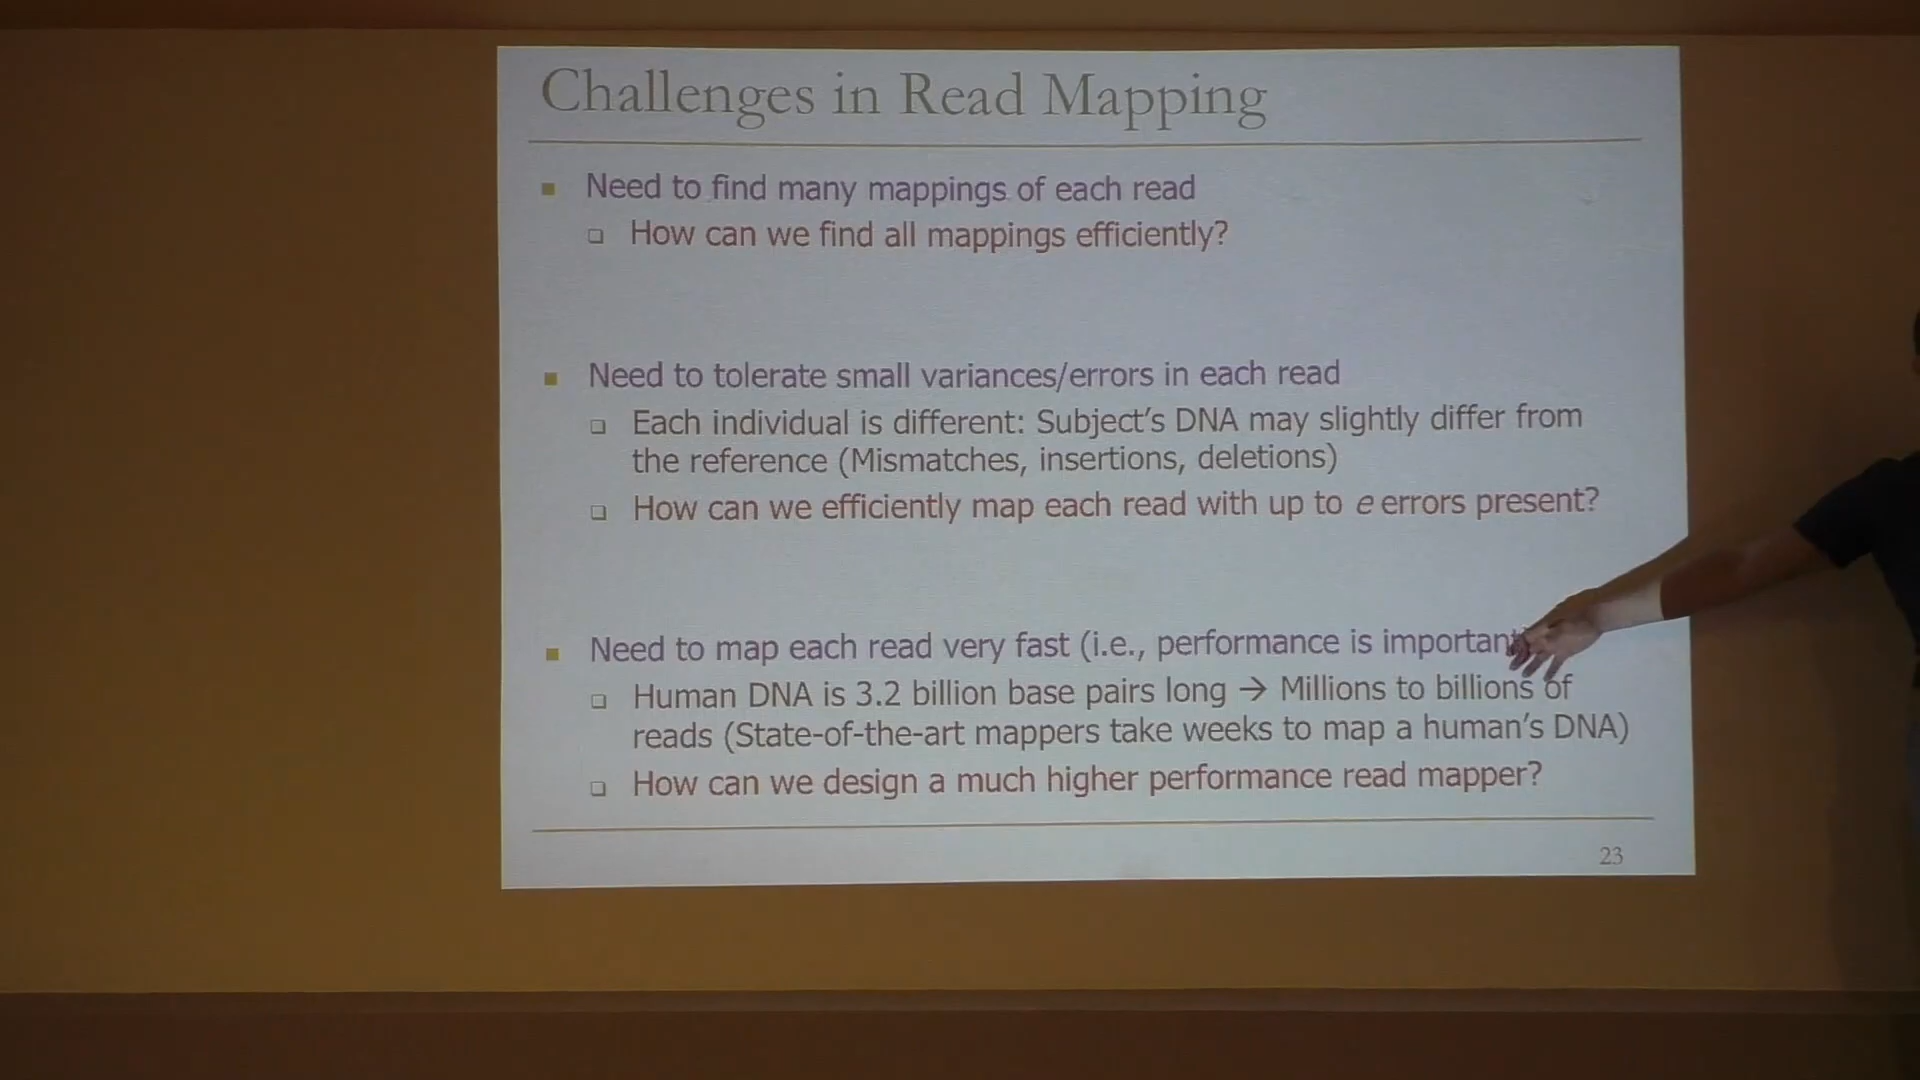 Challenges in Read Mapping
Need to find many mappings of each read
How can we find all mappings efficiently?
Need to tolerate small variances/errors in each read
Each individual is different: Subject's DNA may slightly differ from
the reference (Mismatches, insertions, deletions)
How can we efficiently map each read with up to e errors present?
Need to map each read very fast (i.e., performance is important
Human DNA is 3.2 billion base pairs long → Millions to billions of
reads (State-of-the-art mappers take weeks to map a human's DNA)
How can we design a much higher performance read mapper?
23